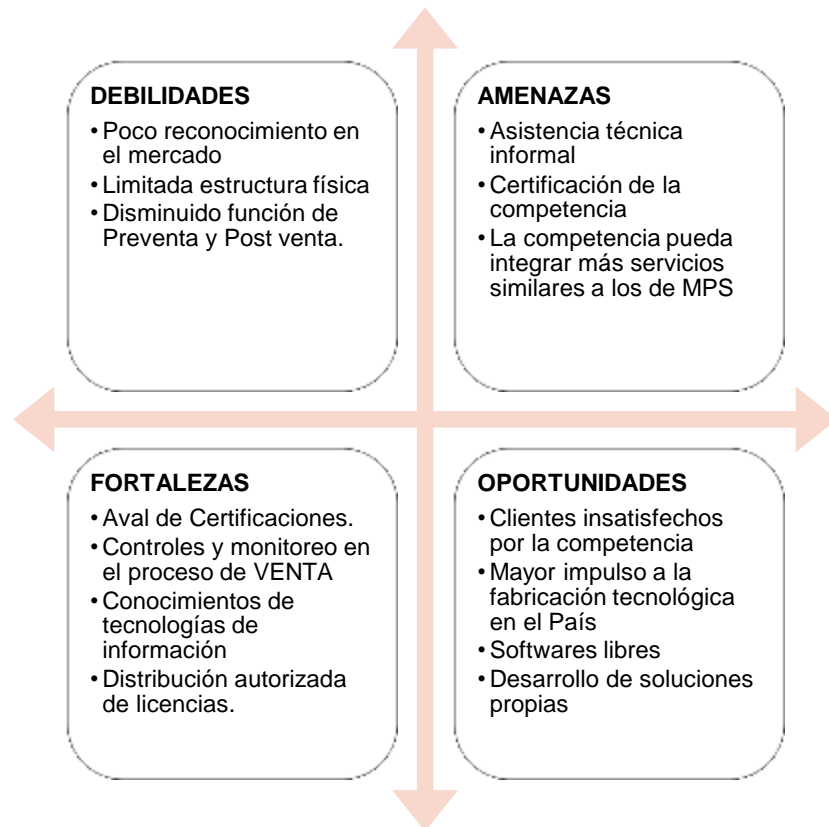 DEBILIDADES
• Poco reconocimiento en
el mercado
• Limitada estructura física
• Disminuido función de
Preventa y Post venta.
AMENAZAS
• Asistencia técnica
informal
• Certificación de la
competencia
• La competencia pueda
integrar más servicios
similares a los de MPS
FORTALEZAS
• Aval de Certificaciones.
• Controles y monitoreo en
el proceso de VENTA
• Conocimientos de
tecnologías de
información
• Distribución autorizada
de licencias.
OPORTUNIDADES
• Clientes insatisfechos
por la competencia
• Mayor impulso a la
fabricación tecnológica
en el País
• Softwares libres
• Desarrollo de soluciones
propias